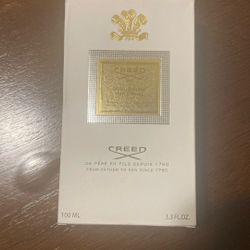 CREED
CREED
DE PÈRE EN FILS DEPUIS 1760
FROM FATHER TO SON SINCE 1760
100 ML 3.3 FL.OZ.